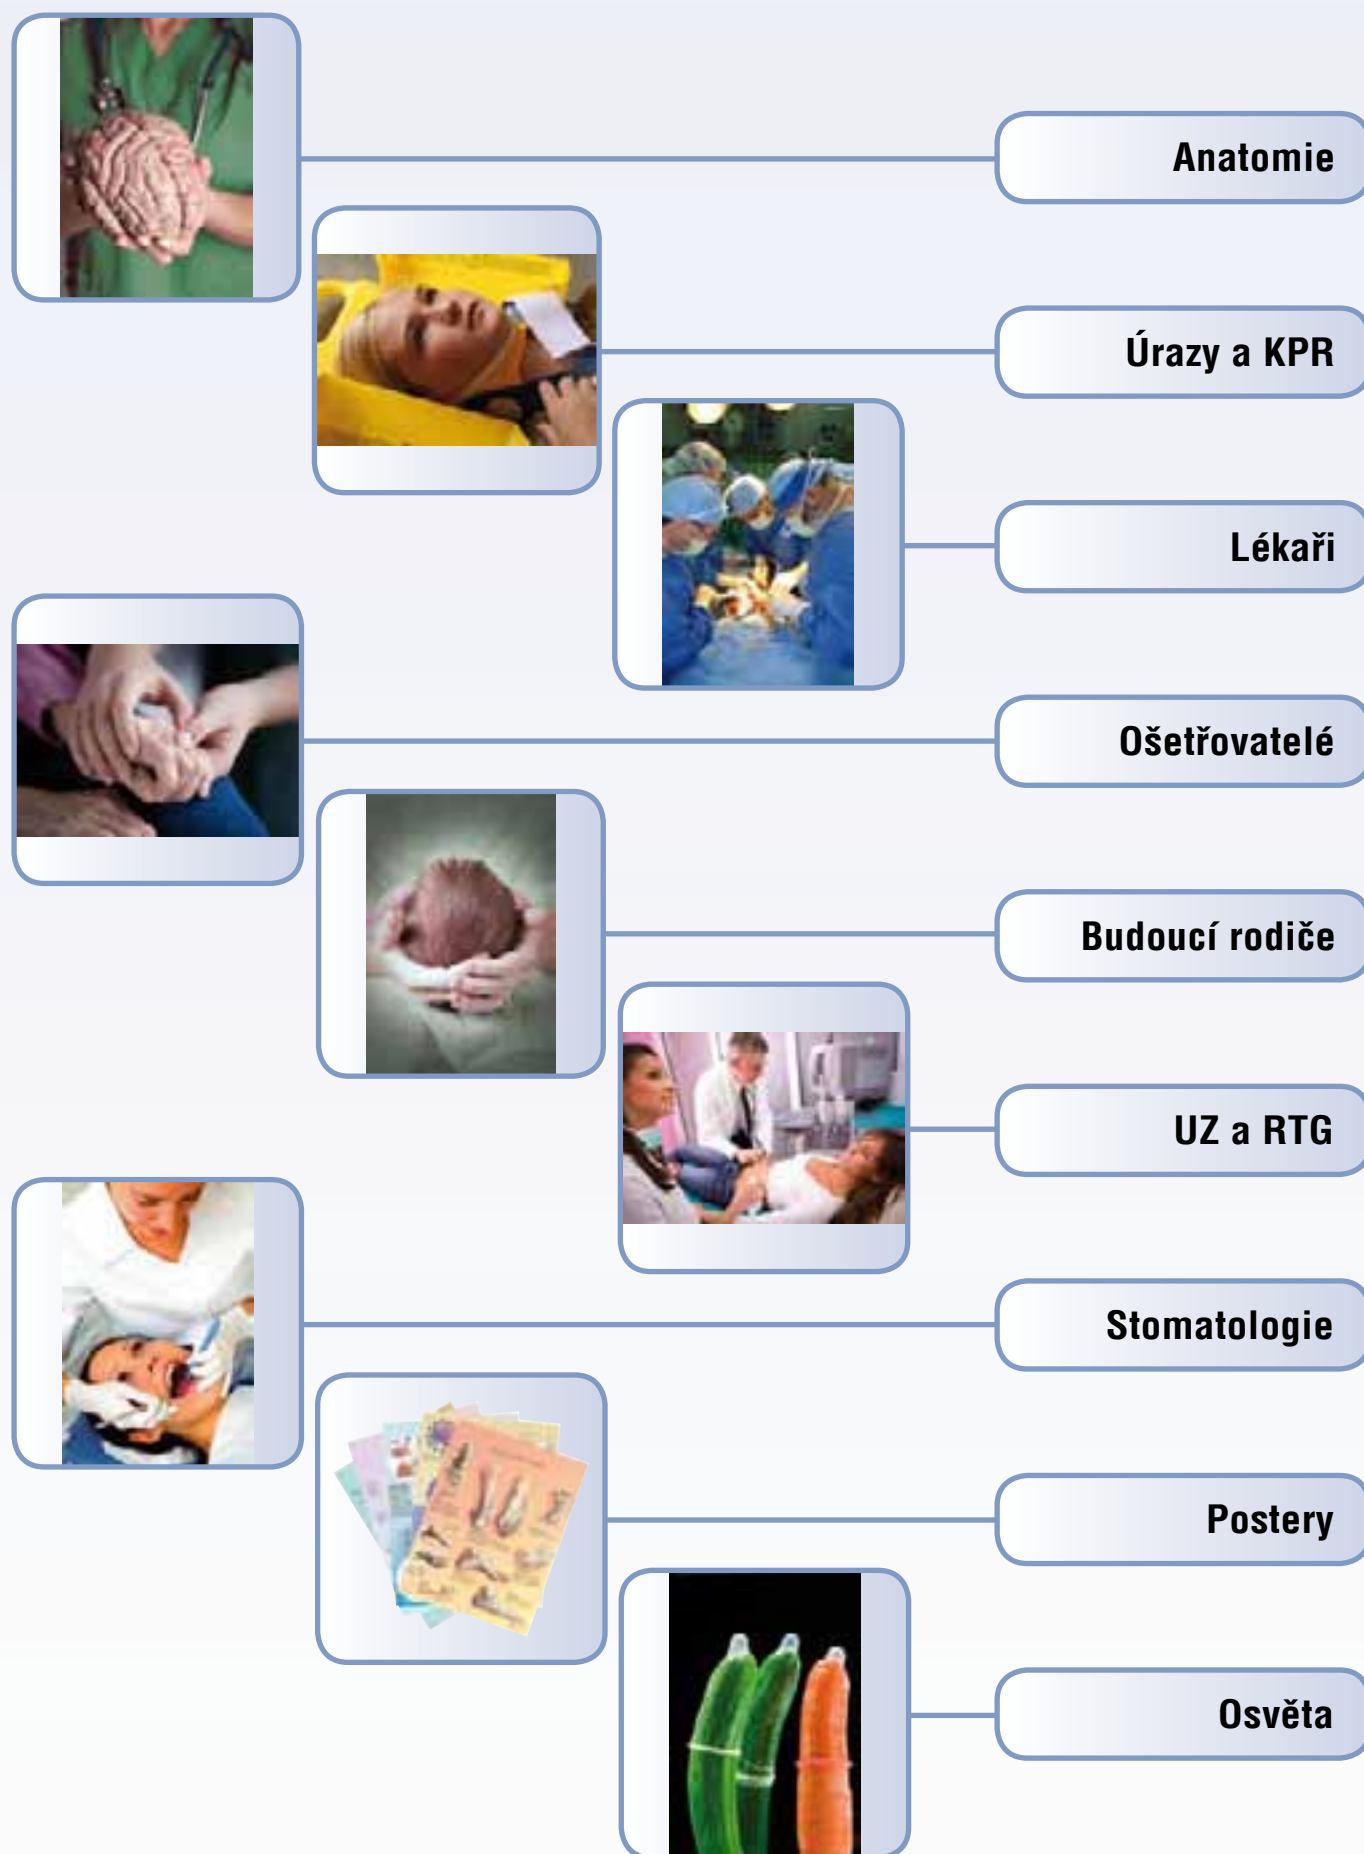 Anatomie
Úrazy a KPR
Lékaři
Ošetřovatelé
Budoucí rodiče
UZ a RTG
Stomatologie
Postery
Osvěta